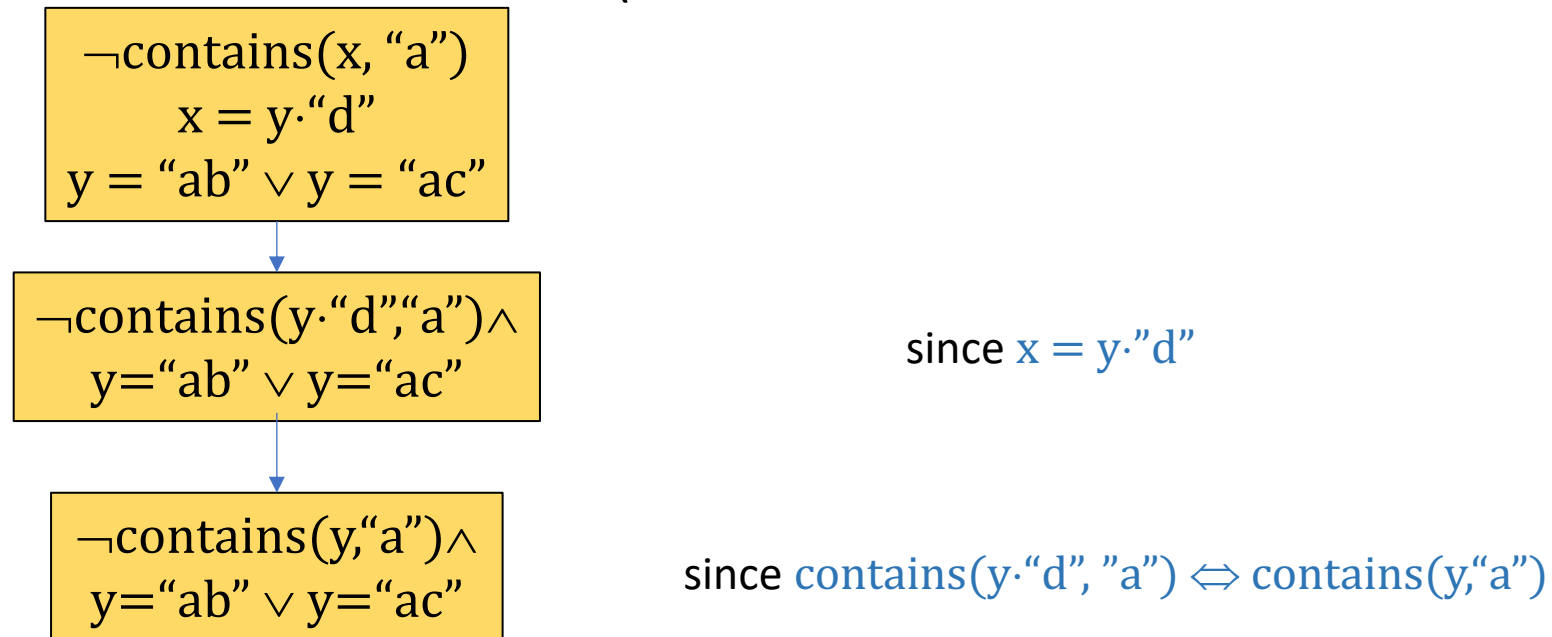 ¬contains(x, “a”)
x = y·“d”
y = “ab” ∨ y = “ac”
¬contains(y·“d”,“a”)∧
y=“ab” ∨ y=“ac”
since x = y·”d”
¬contains(y,“a”)∧
y=“ab” ∨ y=“ac”
since contains(y·“d”, ”a”) ⇔ contains(y,“a”)